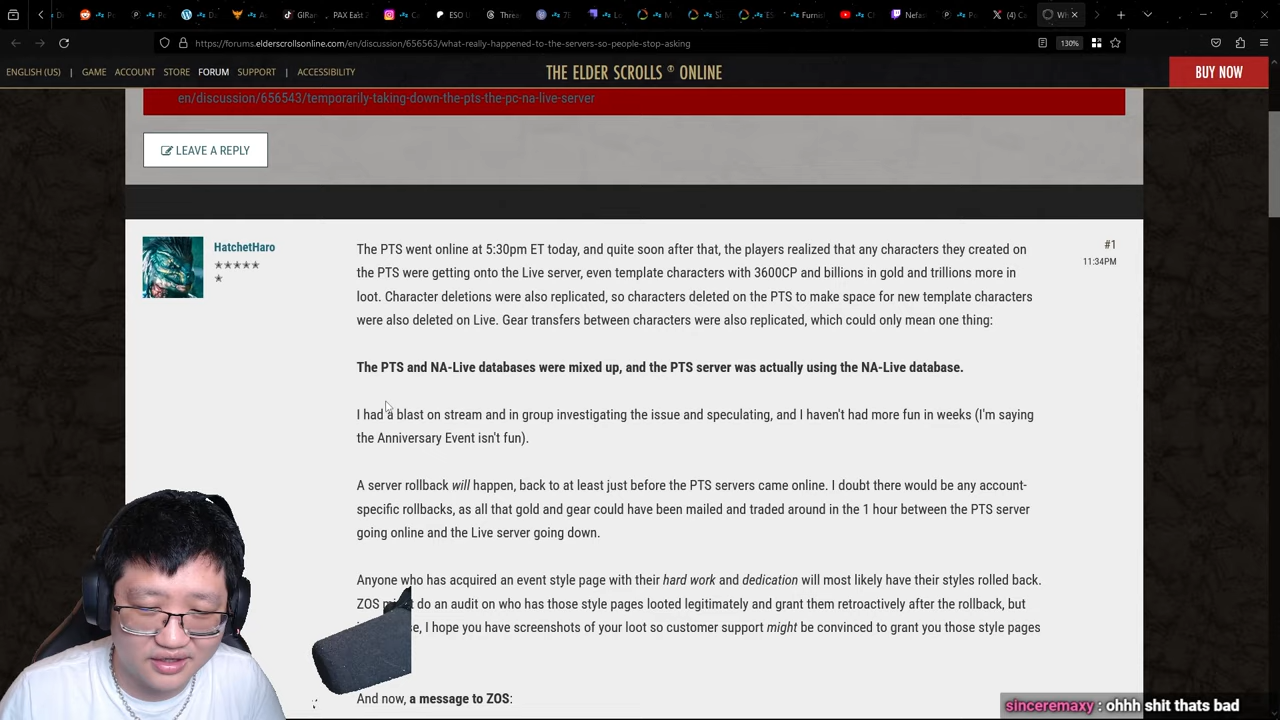 PAX East 2
ESO U
Threa
Furnish
Nefas
https://forums.elderscrollsonline.com/en/discussion/656563/what-really-happened-to-the-servers-so-people-stop-asking
130%
ENGLISH (US) | GAME ACCOUNT STORE FORUM SUPPORT | ACCESSIBILITY
THE ELDER SCROLLS ® ONLINE
BUY NOW
en/discussion/656543/temporarily-taking-down-the-pts-the-pc-na-live-server
LEAVE A REPLY
HatchetHaro
#1
11:34PM
The PTS went online at 5:30pm ET today, and quite soon after that, the players realized that any characters they created on
the PTS were getting onto the Live server, even template characters with 3600CP and billions in gold and trillions more in
loot. Character deletions were also replicated, so characters deleted on the PTS to make space for new template characters
were also deleted on Live. Gear transfers between characters were also replicated, which could only mean one thing:
The PTS and NA-Live databases were mixed up, and the PTS server was actually using the NA-Live database.
I had a blast on stream and in group investigating the issue and speculating, and I haven't had more fun in weeks (I'm saying
the Anniversary Event isn't fun).
A server rollback will happen, back to at least just before the PTS servers came online. I doubt there would be any account-
specific rollbacks, as all that gold and gear could have been mailed and traded around in the 1 hour between the PTS server
going online and the Live server going down.
Anyone who has acquired an event style page with their hard work and dedication will most likely have their styles rolled back.
ZOS might do an audit on who has those style pages looted legitimately and grant them retroactively after the rollback, but
I hope you have screenshots of your loot so customer support might be convinced to grant you those style pages
And now, a message to ZOS:
sinceremaxy : ohhh shit thats bad